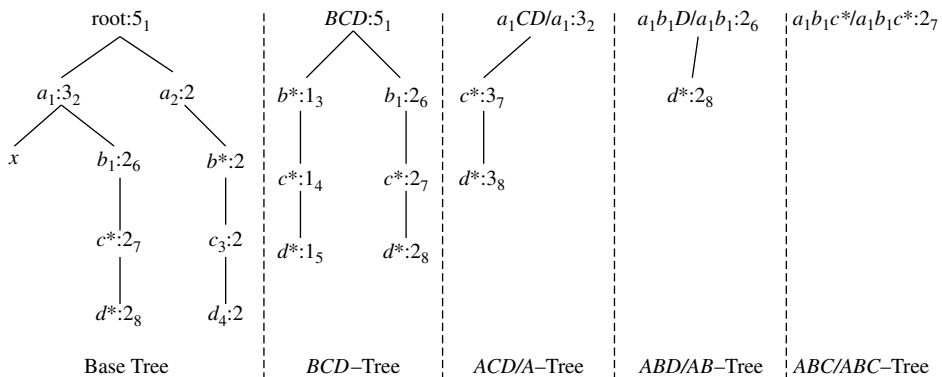 root:5₁ BCD:5₁ a₁CD/a₁:3₂ a₁b₁D/a₁b₁:2₆ a₁b₁c*/a₁b₁c*:2₇
a₁:3₂ a₂:2 b*:1₃ b₁:2₆ c*:3₇ d*:2₈
x b₁:2₆ b*:2 c*:1₄ c*:2₇ d*:3₈
c*:2₇ c₃:2 d*:1₅ d*:2₈
d*:2₈ d₄:2
Base Tree BCD–Tree ACD/A–Tree ABD/AB–Tree ABC/ABC–Tree